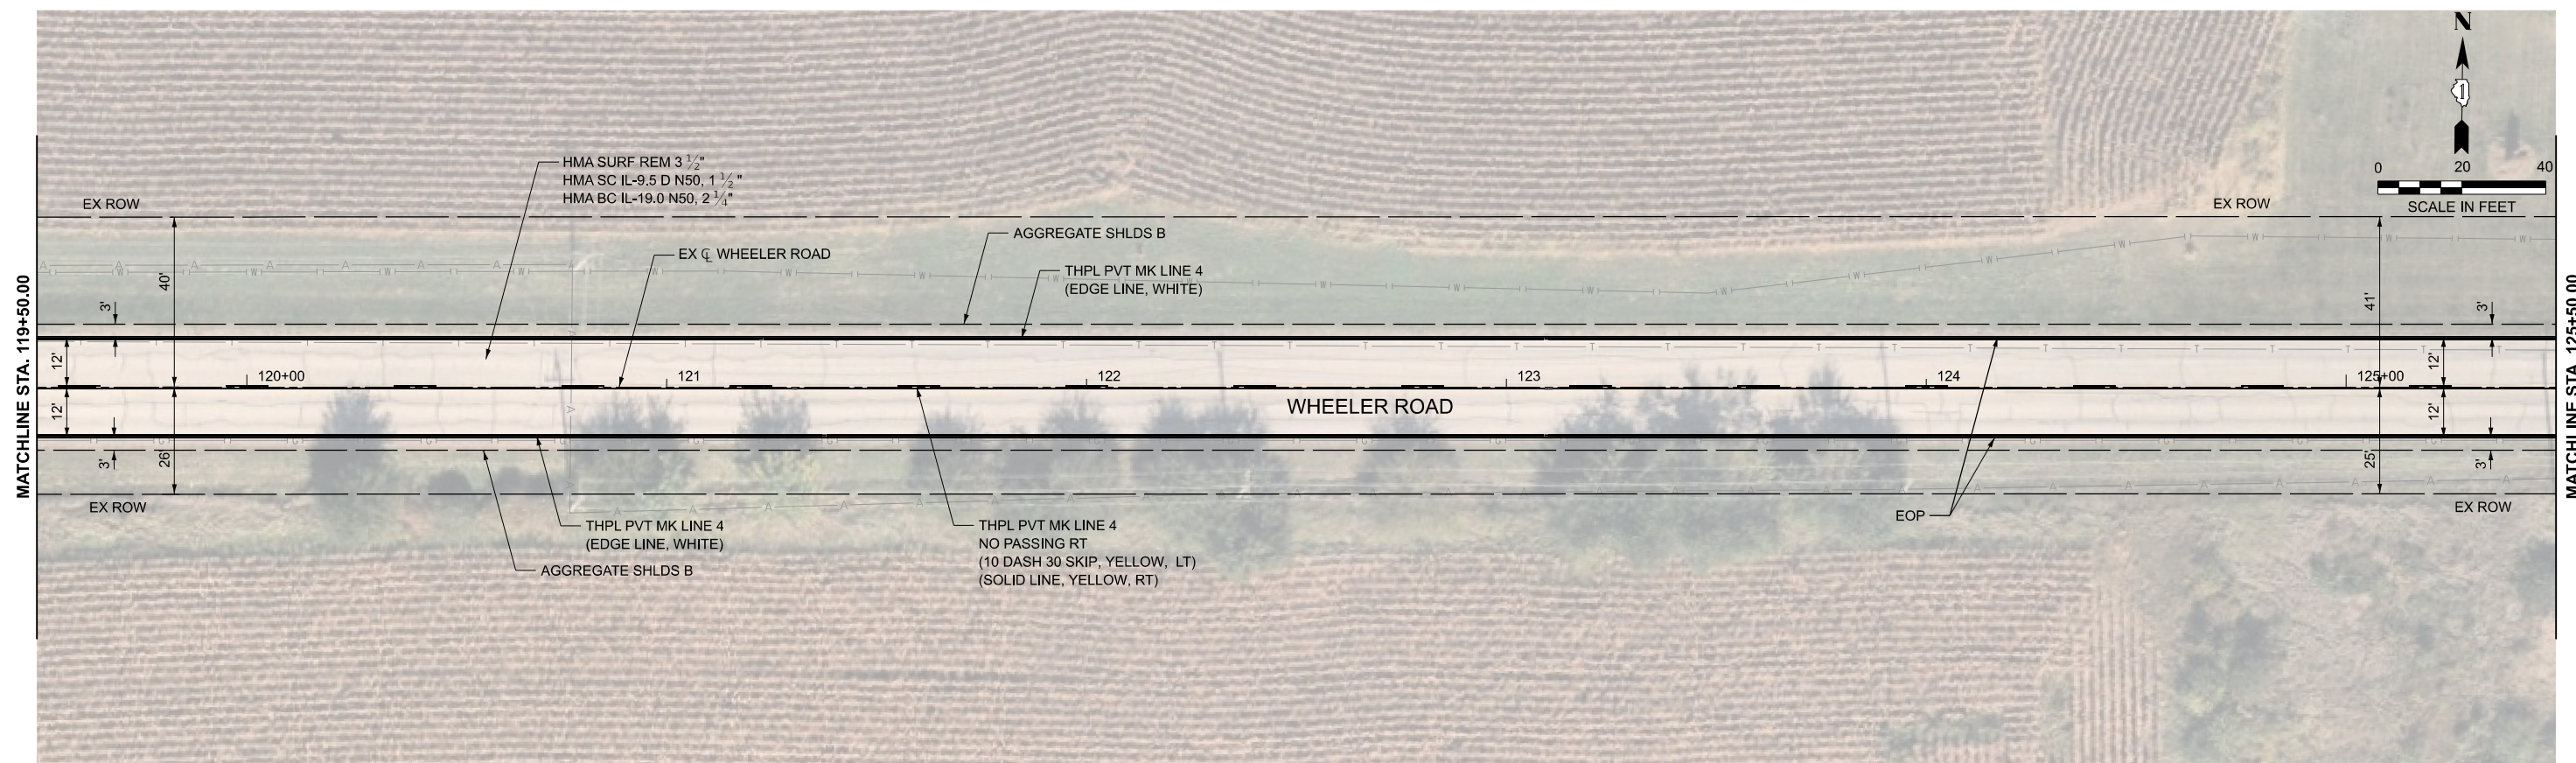 N
0 20 40
SCALE IN FEET
HMA SURF REM 3 1/2"
HMA SC IL-9.5 D N50, 1 1/2 "
HMA BC IL-19.0 N50, 2 1/4"
EX ROW
EX ROW
AGGREGATE SHLDS B
EX ℄ WHEELER ROAD
THPL PVT MK LINE 4
(EDGE LINE, WHITE)
MATCHLINE STA. 119+50.00
MATCHLINE STA. 125+50.00
40'
41'
3'
3'
12'
12'
120+00 121 122 123 124 125+00
WHEELER ROAD
12'
12'
3'
26'
25'
3'
EX ROW
EX ROW
EOP
THPL PVT MK LINE 4
(EDGE LINE, WHITE)
AGGREGATE SHLDS B
THPL PVT MK LINE 4
NO PASSING RT
(10 DASH 30 SKIP, YELLOW, LT)
(SOLID LINE, YELLOW, RT)